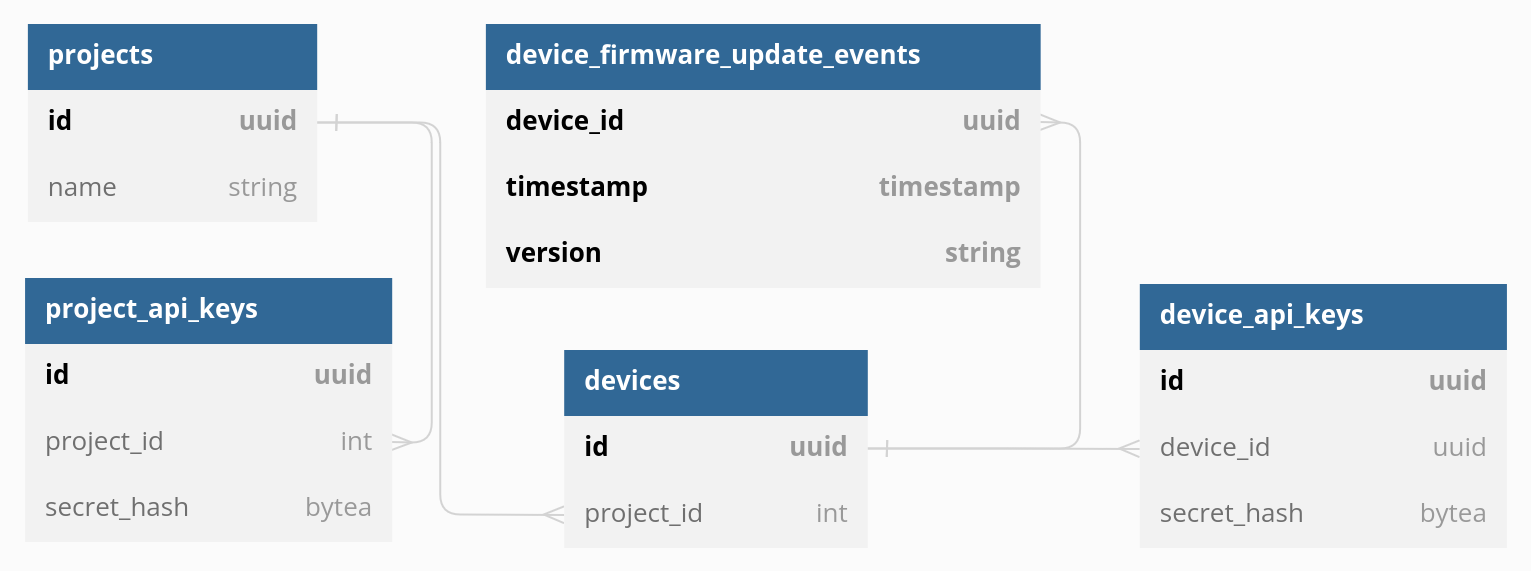 projects
id uuid
name string
device_firmware_update_events
device_id uuid
timestamp timestamp
version string
project_api_keys
id uuid
project_id int
secret_hash bytea
devices
id uuid
project_id int
device_api_keys
id uuid
device_id uuid
secret_hash bytea